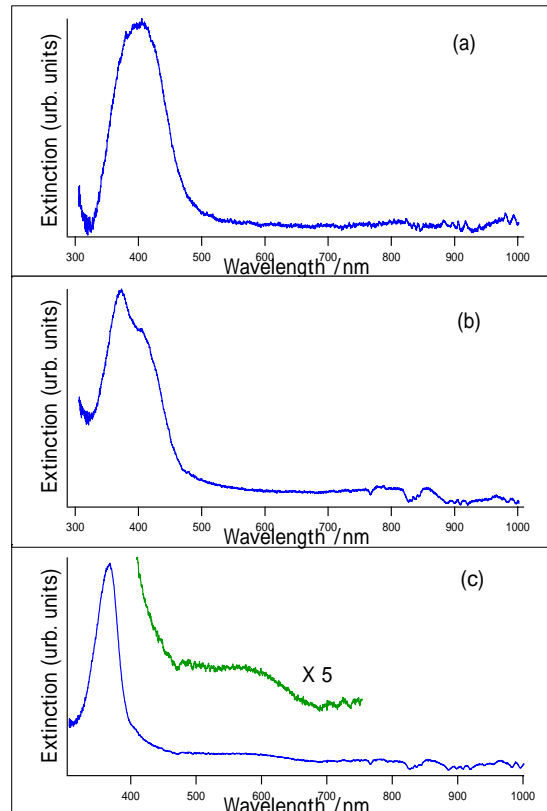 Extinction (urb. units)
(a)
300 400 500 600 700 800 900 1000
Wavelength /nm
Extinction (urb. units)
(b)
300 400 500 600 700 800 900 1000
Wavelength /nm
Extinction (urb. units)
(c)
X 5
400 500 600 700 800 900 1000
Wavelength /nm